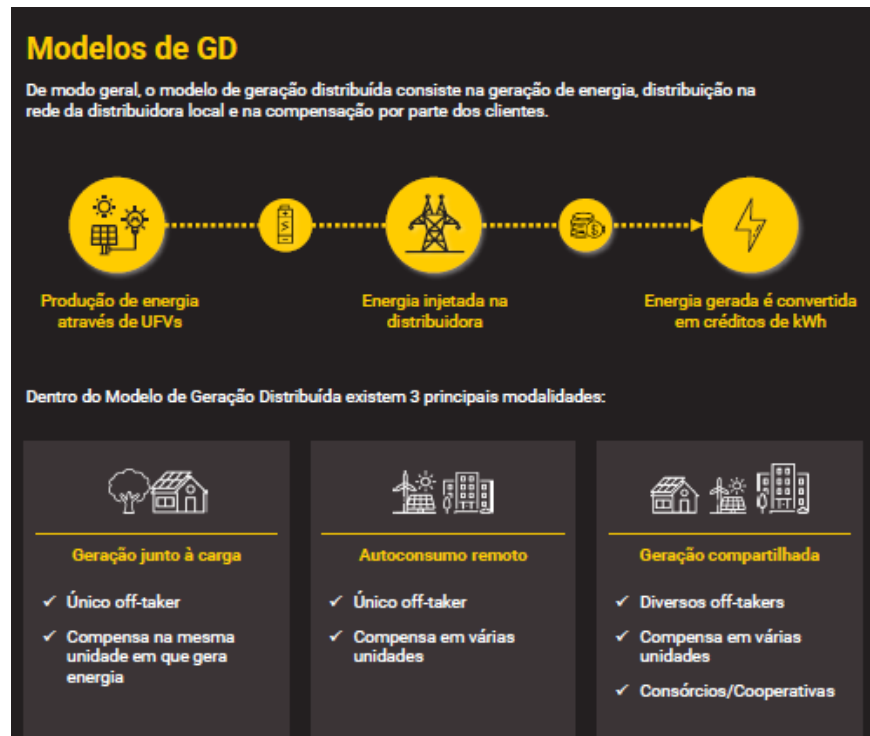 Modelos de GD
De modo geral, o modelo de geração distribuída consiste na geração de energia, distribuição na
rede da distribuidora local e na compensação por parte dos clientes.
Produção de energia
através de UFVs
Energia injetada na
distribuidora
Energia gerada é convertida
em créditos de kWh
Dentro do Modelo de Geração Distribuída existem 3 principais modalidades:
Geração junto à carga
✓ Único off-taker
✓ Compensa na mesma
unidade em que gera
energia
Autoconsumo remoto
✓ Único off-taker
✓ Compensa em várias
unidades
Geração compartilhada
✓ Diversos off-takers
✓ Compensa em várias
unidades
✓ Consórcios/Cooperativas